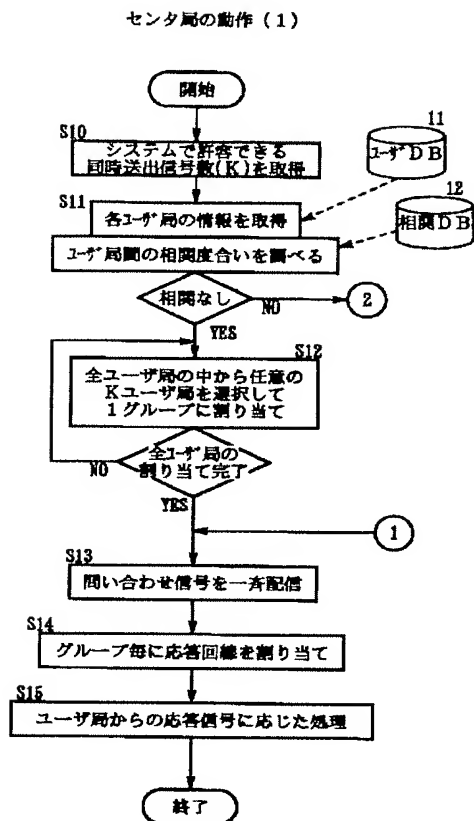 センタ局の動作(1)
開始
11
ユーザDB
S10
システムで許容できる
同時送出信号数(K)を取得
12
相関DB
S11
各ユーザ局の情報を取得
ユーザ局間の相関度合いを調べる
相関なし
NO
2
YES
S12
全ユーザ局の中から任意の
Kユーザ局を選択して
1グループに割り当て
全ユーザ局の
割り当て完了
NO
YES
1
S13
問い合わせ信号を一斉配信
S14
グループ毎に応答回線を割り当て
S15
ユーザ局からの応答信号に応じた処理
終了